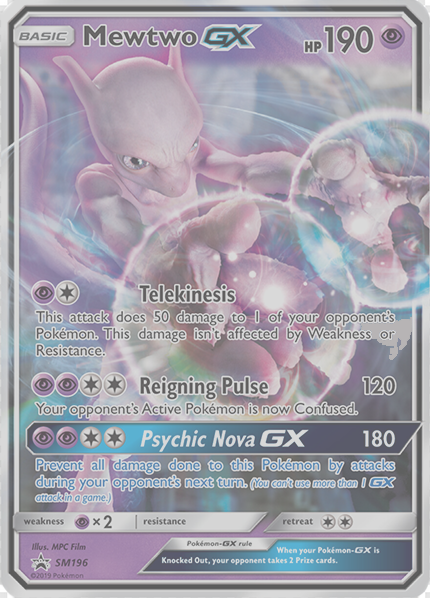 BASIC Mewtwo GX HP 190
Telekinesis
This attack does 50 damage to 1 of your opponent's
Pokémon. This damage isn't affected by Weakness or
Resistance.
Reigning Pulse 120
Your opponent's Active Pokémon is now Confused.
Psychic Nova GX 180
Prevent all damage done to this Pokémon by attacks
during your opponent's next turn. (You can't use more than 1 GX
attack in a game.)
weakness ×2 resistance retreat
Illus. MPC Film
SM196
©2019 Pokémon
Pokémon-GX rule
When your Pokémon-GX is
Knocked Out, your opponent takes 2 Prize cards.